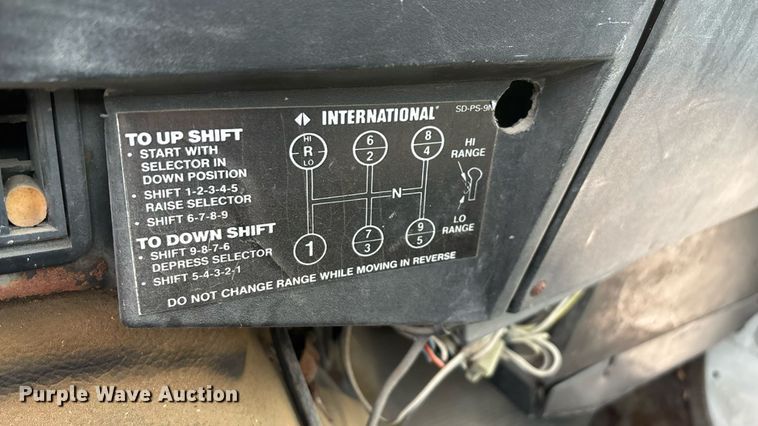 INTERNATIONAL
SD-PS-9M
TO UP SHIFT
• START WITH
SELECTOR IN
DOWN POSITION
• SHIFT 1-2-3-4-5
RAISE SELECTOR
• SHIFT 6-7-8-9
TO DOWN SHIFT
• SHIFT 9-8-7-6
DEPRESS SELECTOR
• SHIFT 5-4-3-2-1
HI
R
LO
6
2
8
4
N
1
7
3
9
5
HI
RANGE
LO
RANGE
DO NOT CHANGE RANGE WHILE MOVING IN REVERSE
Purple Wave Auction